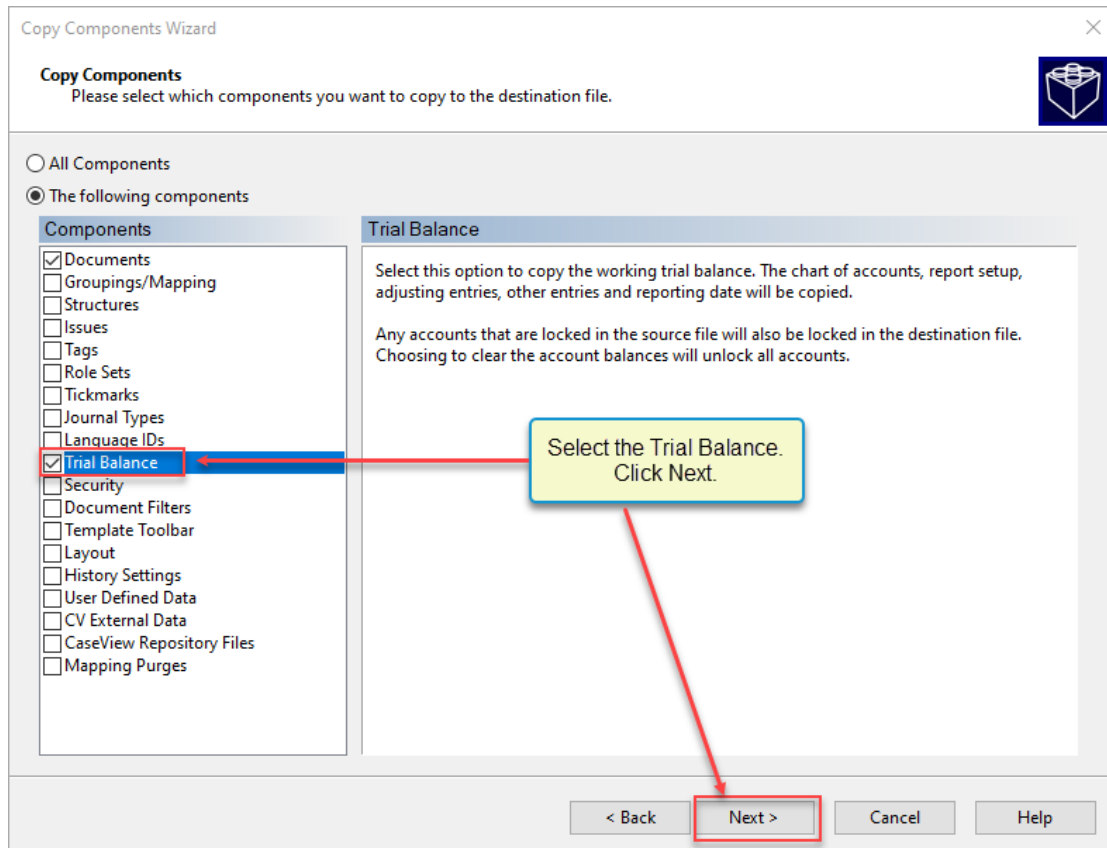 Copy Components Wizard
Copy Components
Please select which components you want to copy to the destination file.
All Components
The following components
Components
Documents
Groupings/Mapping
Structures
Issues
Tags
Role Sets
Tickmarks
Journal Types
Language IDs
Trial Balance
Security
Document Filters
Template Toolbar
Layout
History Settings
User Defined Data
CV External Data
CaseView Repository Files
Mapping Purges
Trial Balance
Select this option to copy the working trial balance. The chart of accounts, report setup,
adjusting entries, other entries and reporting date will be copied.
Any accounts that are locked in the source file will also be locked in the destination file.
Choosing to clear the account balances will unlock all accounts.
Select the Trial Balance.
Click Next.
< Back
Next >
Cancel
Help